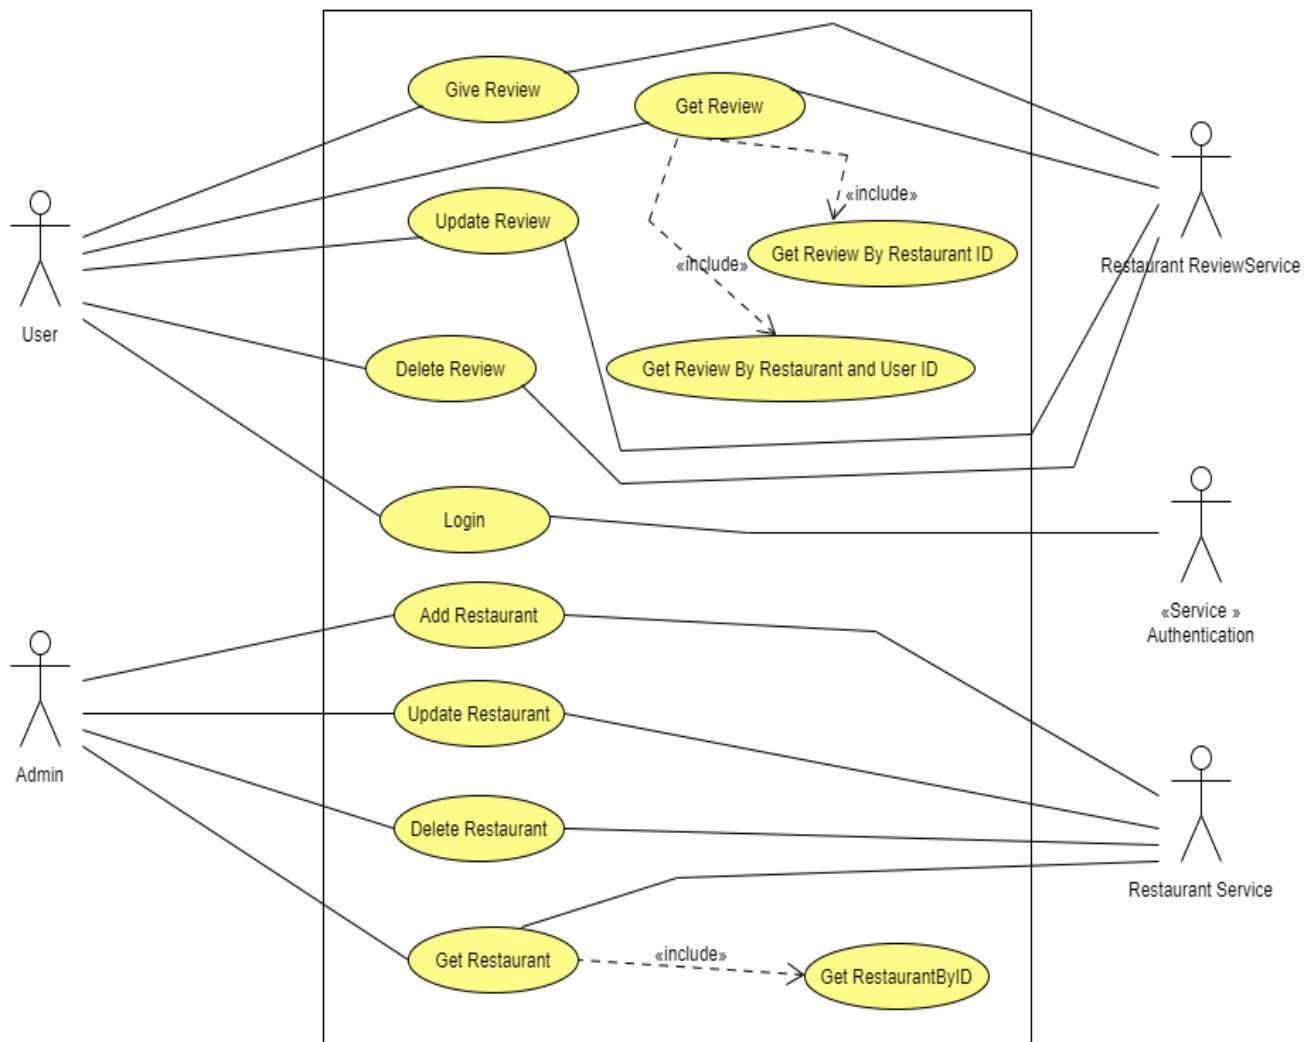 Give Review
Get Review
Update Review
«include»
Get Review By Restaurant ID
«include»
Restaurant ReviewService
User
Delete Review
Get Review By Restaurant and User ID
Login
Add Restaurant
«Service »
Authentication
Update Restaurant
Admin
Delete Restaurant
Restaurant Service
Get Restaurant
«include»
Get RestaurantByID